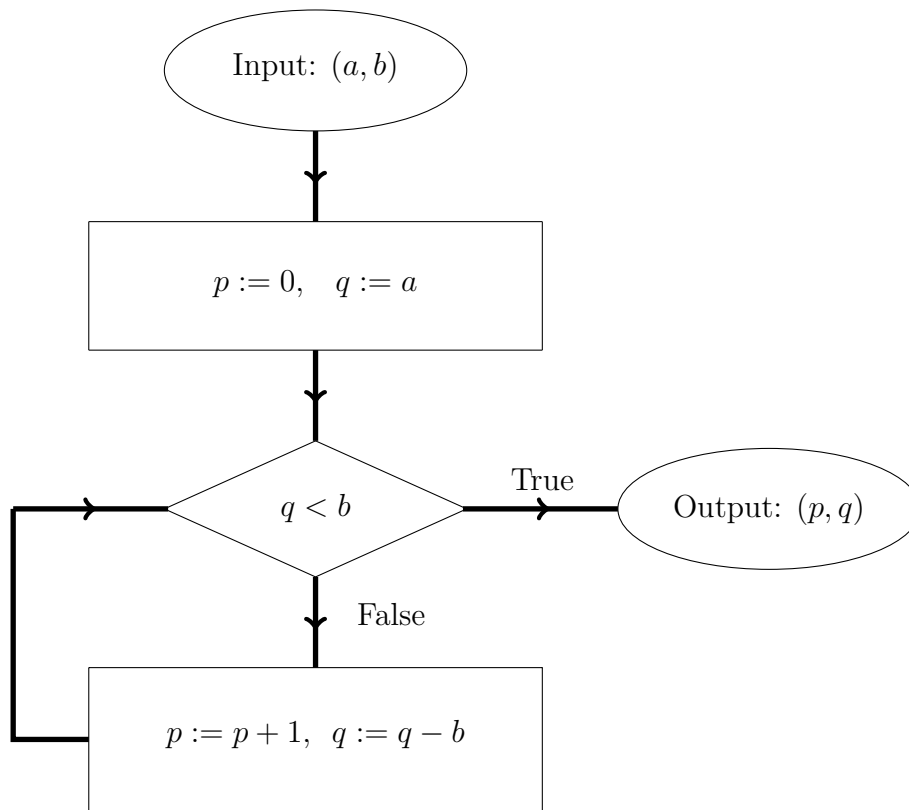 Input: (a, b)
p := 0, q := a
True
q < b
Output: (p, q)
False
p := p + 1, q := q − b